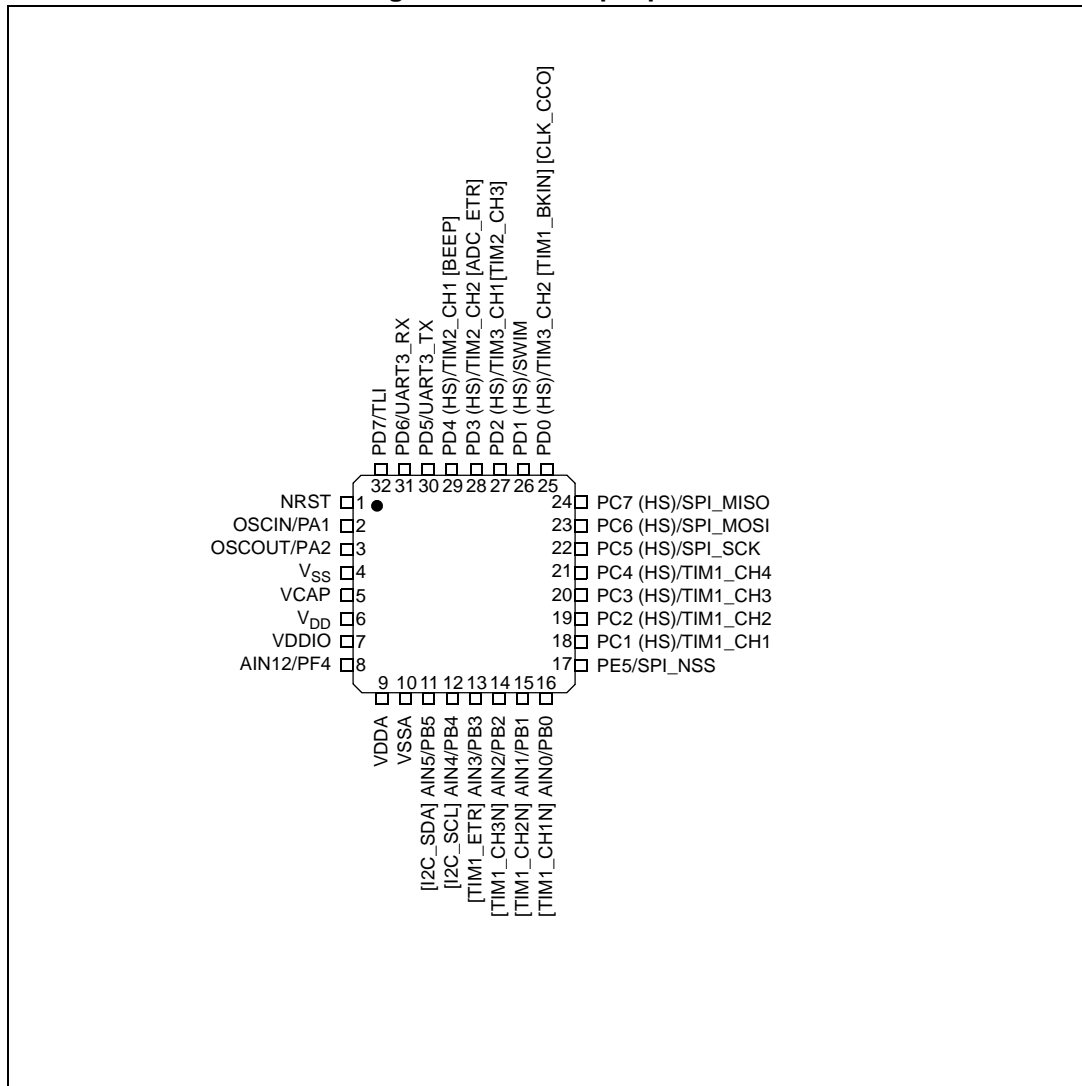 PD7/TLI
PD6/UART3_RX
PD5/UART3_TX
PD4 (HS)/TIM2_CH1 [BEEP]
PD3 (HS)/TIM2_CH2 [ADC_ETR]
PD2 (HS)/TIM3_CH1[TIM2_CH3]
PD1 (HS)/SWIM
PD0 (HS)/TIM3_CH2 [TIM1_BKIN] [CLK_CCO]
32 31 30 29 28 27 26 25
NRST 1
OSCIN/PA1 2
OSCOUT/PA2 3
VSS 4
VCAP 5
VDD 6
VDDIO 7
AIN12/PF4 8
24 PC7 (HS)/SPI_MISO
23 PC6 (HS)/SPI_MOSI
22 PC5 (HS)/SPI_SCK
21 PC4 (HS)/TIM1_CH4
20 PC3 (HS)/TIM1_CH3
19 PC2 (HS)/TIM1_CH2
18 PC1 (HS)/TIM1_CH1
17 PE5/SPI_NSS
9 10 11 12 13 14 15 16
VDDA
VSSA
[I2C_SDA] AIN5/PB5
[I2C_SCL] AIN4/PB4
[TIM1_ETR] AIN3/PB3
[TIM1_CH3N] AIN2/PB2
[TIM1_CH2N] AIN1/PB1
[TIM1_CH1N] AIN0/PB0